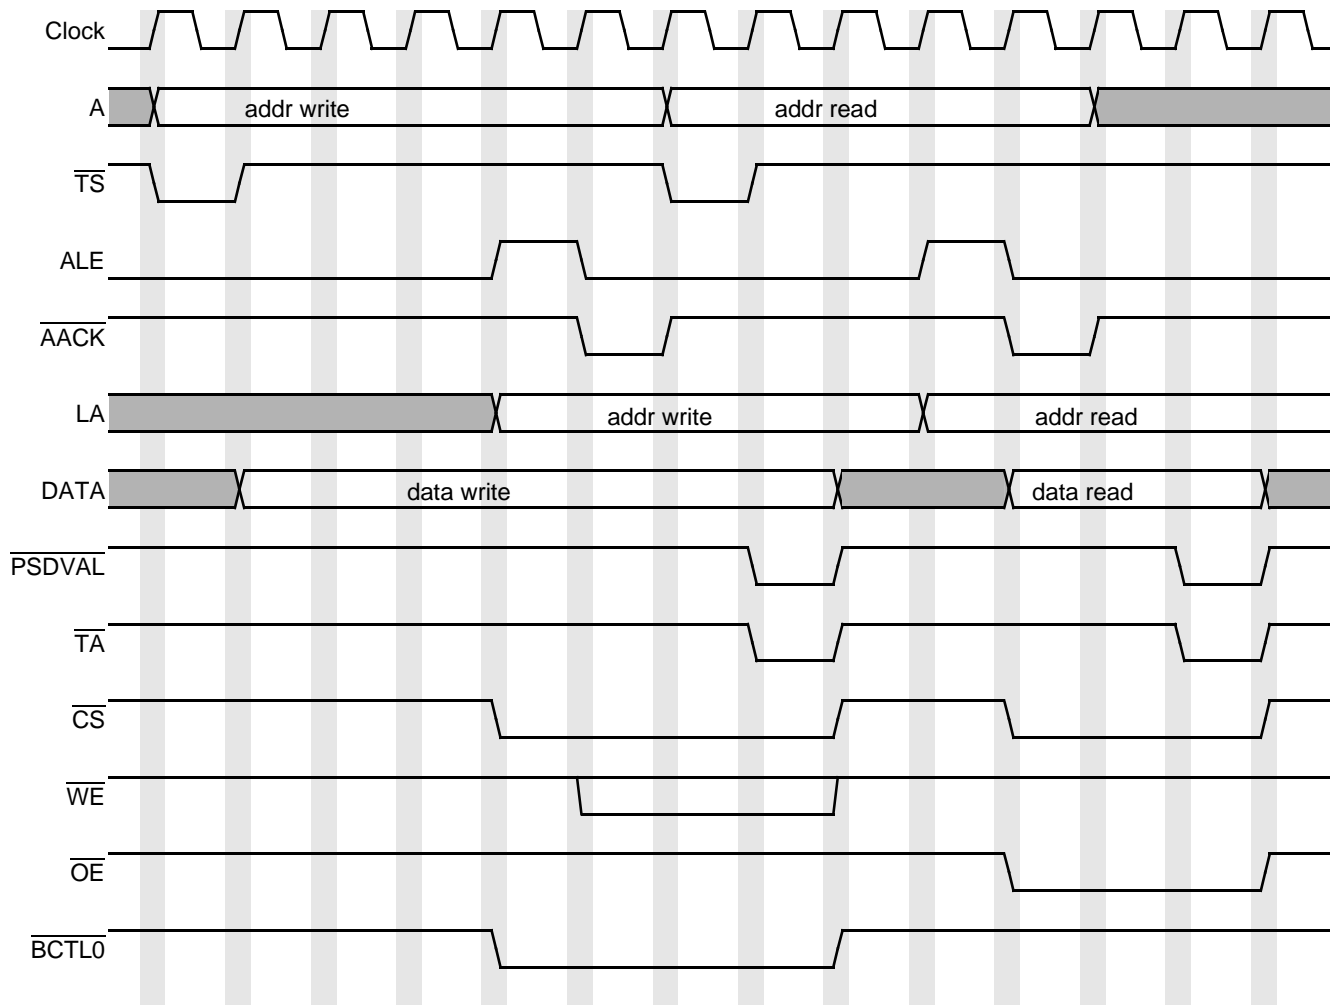 Clock
A addr write addr read
TS
ALE
AACK
LA addr write addr read
DATA data write data read
PSDVAL
TA
CS
WE
OE
BCTL0